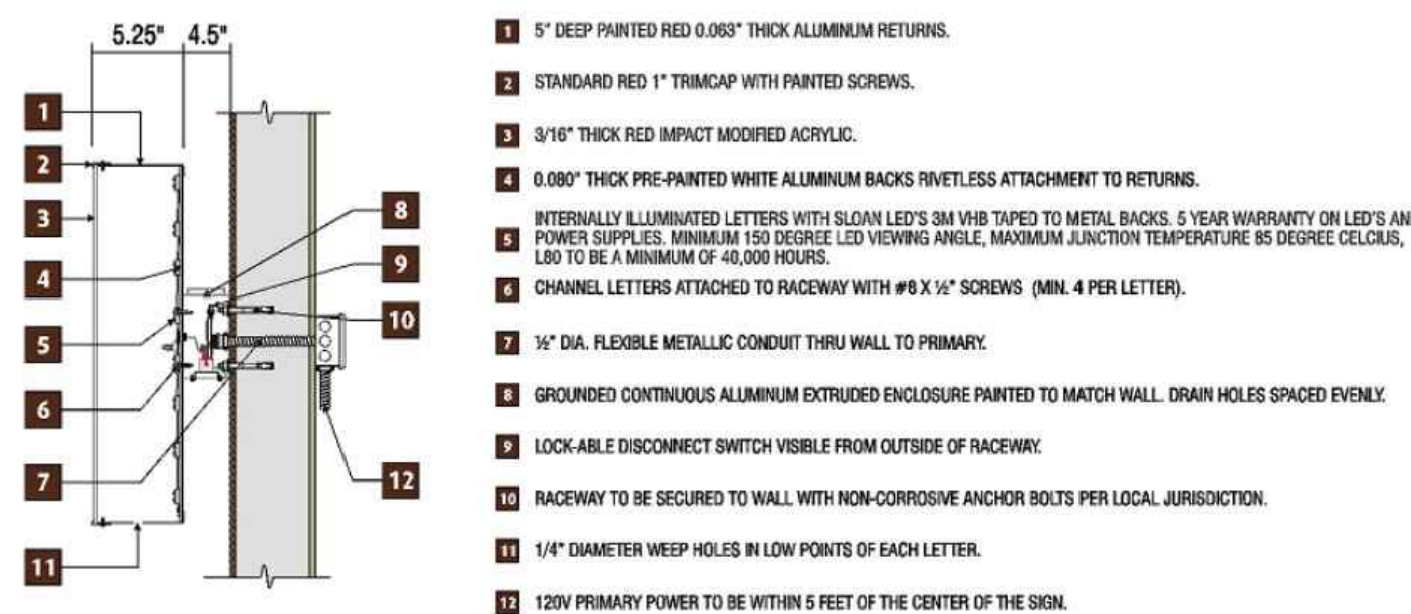 5.25" 4.5"
1
2
3
4
5
6
7
11
8
9
10
12
1 5" DEEP PAINTED RED 0.063" THICK ALUMINUM RETURNS.
2 STANDARD RED 1" TRIMCAP WITH PAINTED SCREWS.
3 3/16" THICK RED IMPACT MODIFIED ACRYLIC.
4 0.080" THICK PRE-PAINTED WHITE ALUMINUM BACKS RIVETLESS ATTACHMENT TO RETURNS.
INTERNALLY ILLUMINATED LETTERS WITH SLOAN LED'S 3M VHB TAPED TO METAL BACKS. 5 YEAR WARRANTY ON LED'S AN
5 POWER SUPPLIES. MINIMUM 150 DEGREE LED VIEWING ANGLE, MAXIMUM JUNCTION TEMPERATURE 85 DEGREE CELCIUS,
L80 TO BE A MINIMUM OF 40,000 HOURS.
6 CHANNEL LETTERS ATTACHED TO RACEWAY WITH #8 X ½" SCREWS (MIN. 4 PER LETTER).
7 ½" DIA. FLEXIBLE METALLIC CONDUIT THRU WALL TO PRIMARY.
8 GROUNDED CONTINUOUS ALUMINUM EXTRUDED ENCLOSURE PAINTED TO MATCH WALL. DRAIN HOLES SPACED EVENLY.
9 LOCK-ABLE DISCONNECT SWITCH VISIBLE FROM OUTSIDE OF RACEWAY.
10 RACEWAY TO BE SECURED TO WALL WITH NON-CORROSIVE ANCHOR BOLTS PER LOCAL JURISDICTION.
11 1/4" DIAMETER WEEP HOLES IN LOW POINTS OF EACH LETTER.
12 120V PRIMARY POWER TO BE WITHIN 5 FEET OF THE CENTER OF THE SIGN.